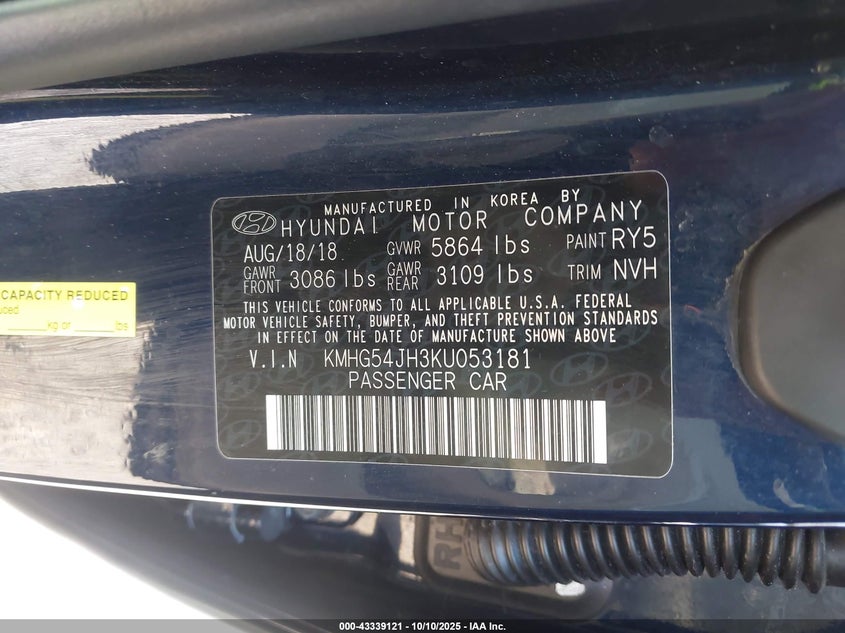 MANUFACTURED IN KOREA BY
HYUNDAI MOTOR COMPANY
AUG/18/18 GVWR 5864 lbs PAINT RY5
GAWR FRONT 3086 lbs GAWR REAR 3109 lbs TRIM NVH
THIS VEHICLE CONFORMS TO ALL APPLICABLE U.S.A. FEDERAL
MOTOR VEHICLE SAFETY, BUMPER, AND THEFT PREVENTION STANDARDS
IN EFFECT ON THE DATE OF MANUFACTURE SHOWN ABOVE
V.I.N KMHG54JH3KU053181
PASSENGER CAR
CAPACITY REDUCED
kg or lbs
RH
000-43339121 - 10/10/2025 - IAA Inc.